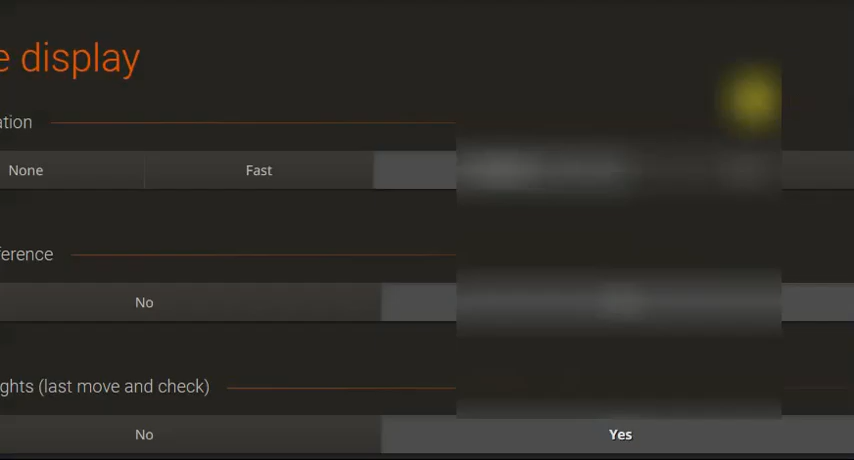 e display
ation
None Fast
ference
No
ghts (last move and check)
No Yes